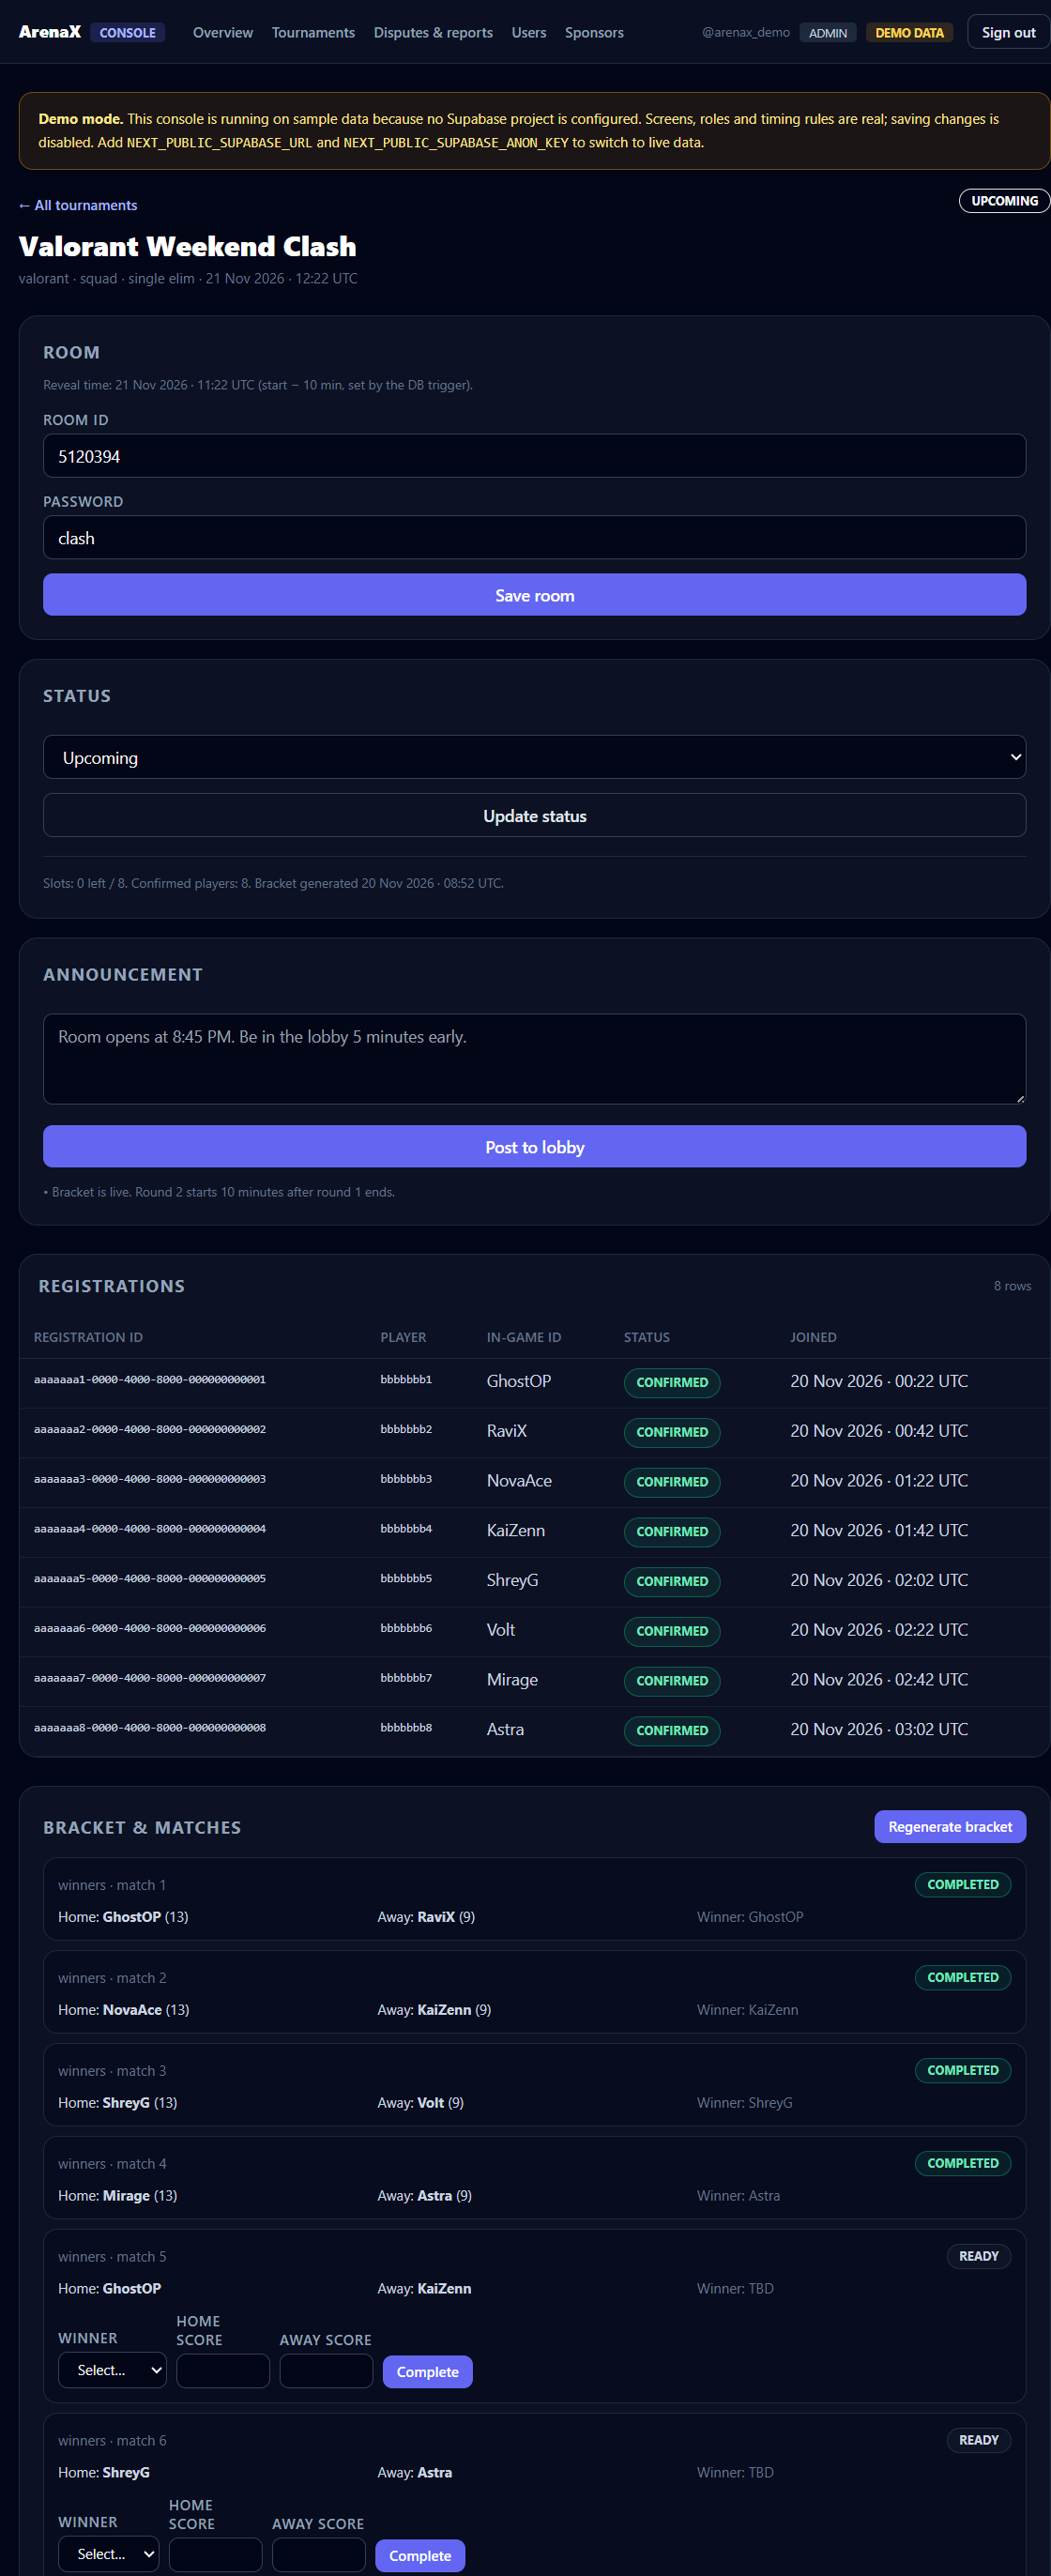 ArenaX CONSOLE Overview Tournaments Disputes & reports Users Sponsors @arenax_demo ADMIN DEMO DATA Sign out
Demo mode. This console is running on sample data because no Supabase project is configured. Screens, roles and timing rules are real; saving changes is
disabled. Add NEXT_PUBLIC_SUPABASE_URL and NEXT_PUBLIC_SUPABASE_ANON_KEY to switch to live data.
← All tournaments
UPCOMING
Valorant Weekend Clash
valorant · squad · single elim · 21 Nov 2026 · 12:22 UTC
ROOM
Reveal time: 21 Nov 2026 · 11:22 UTC (start − 10 min, set by the DB trigger).
ROOM ID
5120394
PASSWORD
clash
Save room
STATUS
Upcoming
Update status
Slots: 0 left / 8. Confirmed players: 8. Bracket generated 20 Nov 2026 · 08:52 UTC.
ANNOUNCEMENT
Room opens at 8:45 PM. Be in the lobby 5 minutes early.
Post to lobby
• Bracket is live. Round 2 starts 10 minutes after round 1 ends.
REGISTRATIONS 8 rows
REGISTRATION ID PLAYER IN-GAME ID STATUS JOINED
aaaaaaa1-0000-4000-8000-000000000001 bbbbbbb1 GhostOP CONFIRMED 20 Nov 2026 · 00:22 UTC
aaaaaaa2-0000-4000-8000-000000000002 bbbbbbb2 RaviX CONFIRMED 20 Nov 2026 · 00:42 UTC
aaaaaaa3-0000-4000-8000-000000000003 bbbbbbb3 NovaAce CONFIRMED 20 Nov 2026 · 01:22 UTC
aaaaaaa4-0000-4000-8000-000000000004 bbbbbbb4 KaiZenn CONFIRMED 20 Nov 2026 · 01:42 UTC
aaaaaaa5-0000-4000-8000-000000000005 bbbbbbb5 ShreyG CONFIRMED 20 Nov 2026 · 02:02 UTC
aaaaaaa6-0000-4000-8000-000000000006 bbbbbbb6 Volt CONFIRMED 20 Nov 2026 · 02:22 UTC
aaaaaaa7-0000-4000-8000-000000000007 bbbbbbb7 Mirage CONFIRMED 20 Nov 2026 · 02:42 UTC
aaaaaaa8-0000-4000-8000-000000000008 bbbbbbb8 Astra CONFIRMED 20 Nov 2026 · 03:02 UTC
BRACKET & MATCHES Regenerate bracket
winners · match 1 COMPLETED
Home: GhostOP (13) Away: RaviX (9) Winner: GhostOP
winners · match 2 COMPLETED
Home: NovaAce (13) Away: KaiZenn (9) Winner: KaiZenn
winners · match 3 COMPLETED
Home: ShreyG (13) Away: Volt (9) Winner: ShreyG
winners · match 4 COMPLETED
Home: Mirage (13) Away: Astra (9) Winner: Astra
winners · match 5 READY
Home: GhostOP Away: KaiZenn Winner: TBD
WINNER HOME SCORE AWAY SCORE
Select... Complete
winners · match 6 READY
Home: ShreyG Away: Astra Winner: TBD
WINNER HOME SCORE AWAY SCORE
Select... Complete